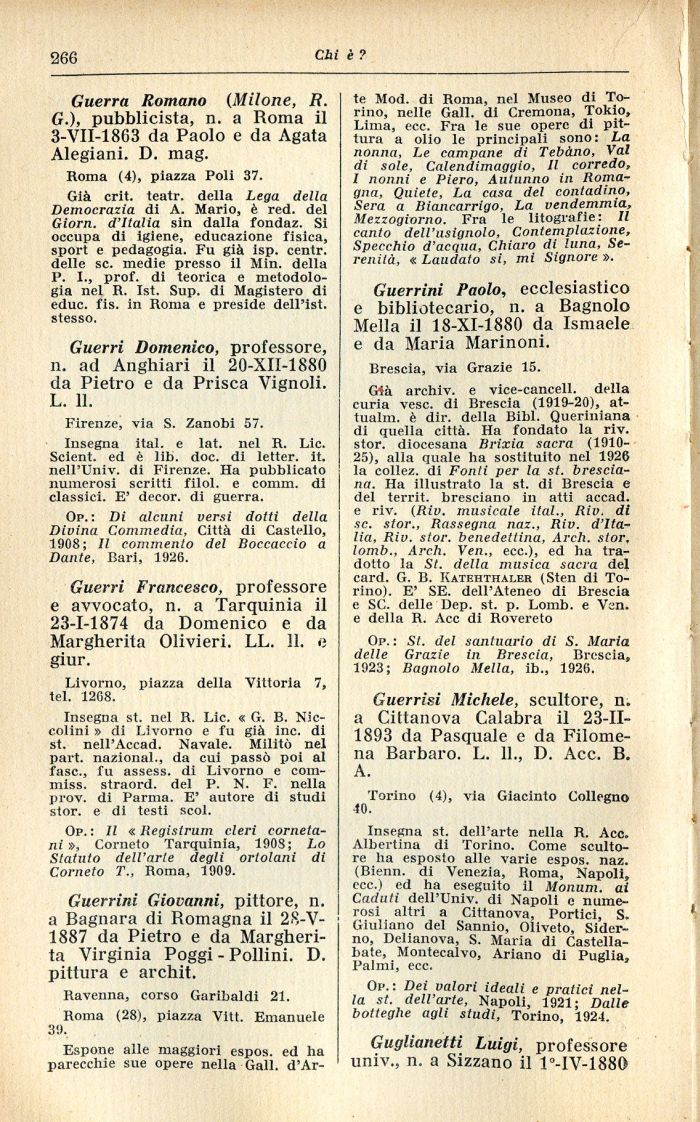 266
Chi è ?
Guerra Romano (Milone, R.
G.), pubblicista, n. a Roma il
3-VII-1863 da Paolo e da Agata
Alegiani. D. mag.
Roma (4), piazza Poli 37.
Già crit. teatr. della Lega della
Democrazia di A. Mario, è red. del
Giorn. d'Italia sin dalla fondaz. Si
occupa di igiene, educazione fisica,
sport e pedagogia. Fu già isp. centr.
delle sc. medie presso il Min. della
P. I., prof. di teorica e metodolo-
gia nel R. Ist. Sup. di Magistero di
educ. fis. in Roma e preside dell'ist.
stesso.
Guerri Domenico, professore,
n. ad Anghiari il 20-XII-1880
da Pietro e da Prisca Vignoli.
L. ll.
Firenze, via S. Zanobi 57.
Insegna ital. e lat. nel R. Lic.
Scient. ed è lib. doc. di letter. it.
nell'Univ. di Firenze. Ha pubblicato
numerosi scritti filol. e comm. di
classici. E' decor. di guerra.
Op.: Di alcuni versi dotti della
Divina Commedia, Città di Castello,
1908; Il commento del Boccaccio a
Dante, Bari, 1926.
Guerri Francesco, professore
e avvocato, n. a Tarquinia il
23-I-1874 da Domenico e da
Margherita Olivieri. LL. ll. e
giur.
Livorno, piazza della Vittoria 7,
tel. 1268.
Insegna st. nel R. Lic. « G. B. Nic-
colini » di Livorno e fu già inc. di
st. nell'Accad. Navale. Militò nel
part. nazional., da cui passò poi al
fasc., fu assess. di Livorno e com-
miss. straord. del P. N. F. nella
prov. di Parma. E' autore di studi
stor. e di testi scol.
Op.: Il « Registrum cleri corneta-
ni », Corneto Tarquinia, 1908; Lo
Statuto dell'arte degli ortolani di
Corneto T., Roma, 1909.
Guerrini Giovanni, pittore, n.
a Bagnara di Romagna il 28-V-
1887 da Pietro e da Margheri-
ta Virginia Poggi - Pollini. D.
pittura e archit.
Ravenna, corso Garibaldi 21.
Roma (28), piazza Vitt. Emanuele
39.
Espone alle maggiori espos. ed ha
parecchie sue opere nella Gall. d'Ar-
te Mod. di Roma, nel Museo di To-
rino, nelle Gall. di Cremona, Tokio,
Lima, ecc. Fra le sue opere di pit-
tura a olio le principali sono: La
nonna, Le campane di Tebàno, Val
di sole, Calendimaggio, Il corredo,
I nonni e Piero, Autunno in Roma-
gna, Quiete, La casa del contadino,
Sera a Biancarrigo, La vendemmia,
Mezzogiorno. Fra le litografie: Il
canto dell'usignolo, Contemplazione,
Specchio d'acqua, Chiaro di luna, Se-
renità, « Laudato si, mi Signore ».
Guerrini Paolo, ecclesiastico
e bibliotecario, n. a Bagnolo
Mella il 18-XI-1880 da Ismaele
e da Maria Marinoni.
Brescia, via Grazie 15.
Già archiv. e vice-cancell. della
curia vesc. di Brescia (1919-20), at-
tualm. è dir. della Bibl. Queriniana
di quella città. Ha fondato la riv.
stor. diocesana Brixia sacra (1910-
25), alla quale ha sostituito nel 1926
la collez. di Fonti per la st. brescia-
na. Ha illustrato la st. di Brescia e
del territ. bresciano in atti accad.
e riv. (Riv. musicale ital., Riv. di
sc. stor., Rassegna naz., Riv. d'Ita-
lia, Riv. stor. benedettina, Arch. stor.
lomb., Arch. Ven., ecc.), ed ha tra-
dotto la St. della musica sacra del
card. G. B. Katehthaler (Sten di To-
rino). E' SE. dell'Ateneo di Brescia
e SC. delle Dep. st. p. Lomb. e Ven.
e della R. Acc di Rovereto
Op.: St. del santuario di S. Maria
delle Grazie in Brescia, Brescia,
1923; Bagnolo Mella, ib., 1926.
Guerrisi Michele, scultore, n.
a Cittanova Calabra il 23-II-
1893 da Pasquale e da Filome-
na Barbaro. L. ll., D. Acc. B.
A.
Torino (4), via Giacinto Collegno
40.
Insegna st. dell'arte nella R. Acc.
Albertina di Torino. Come sculto-
re ha esposto alle varie espos. naz.
(Bienn. di Venezia, Roma, Napoli,
ecc.) ed ha eseguito il Monum. ai
Caduti dell'Univ. di Napoli e nume-
rosi altri a Cittanova, Portici, S.
Giuliano del Sannio, Oliveto, Sider-
no, Delianova, S. Maria di Castella-
bate, Montecalvo, Ariano di Puglia,
Palmi, ecc.
Op.: Dei valori ideali e pratici nel-
la st. dell'arte, Napoli, 1921; Dalle
botteghe agli studi, Torino, 1924.
Guglianetti Luigi, professore
univ., n. a Sizzano il 1°-IV-1880